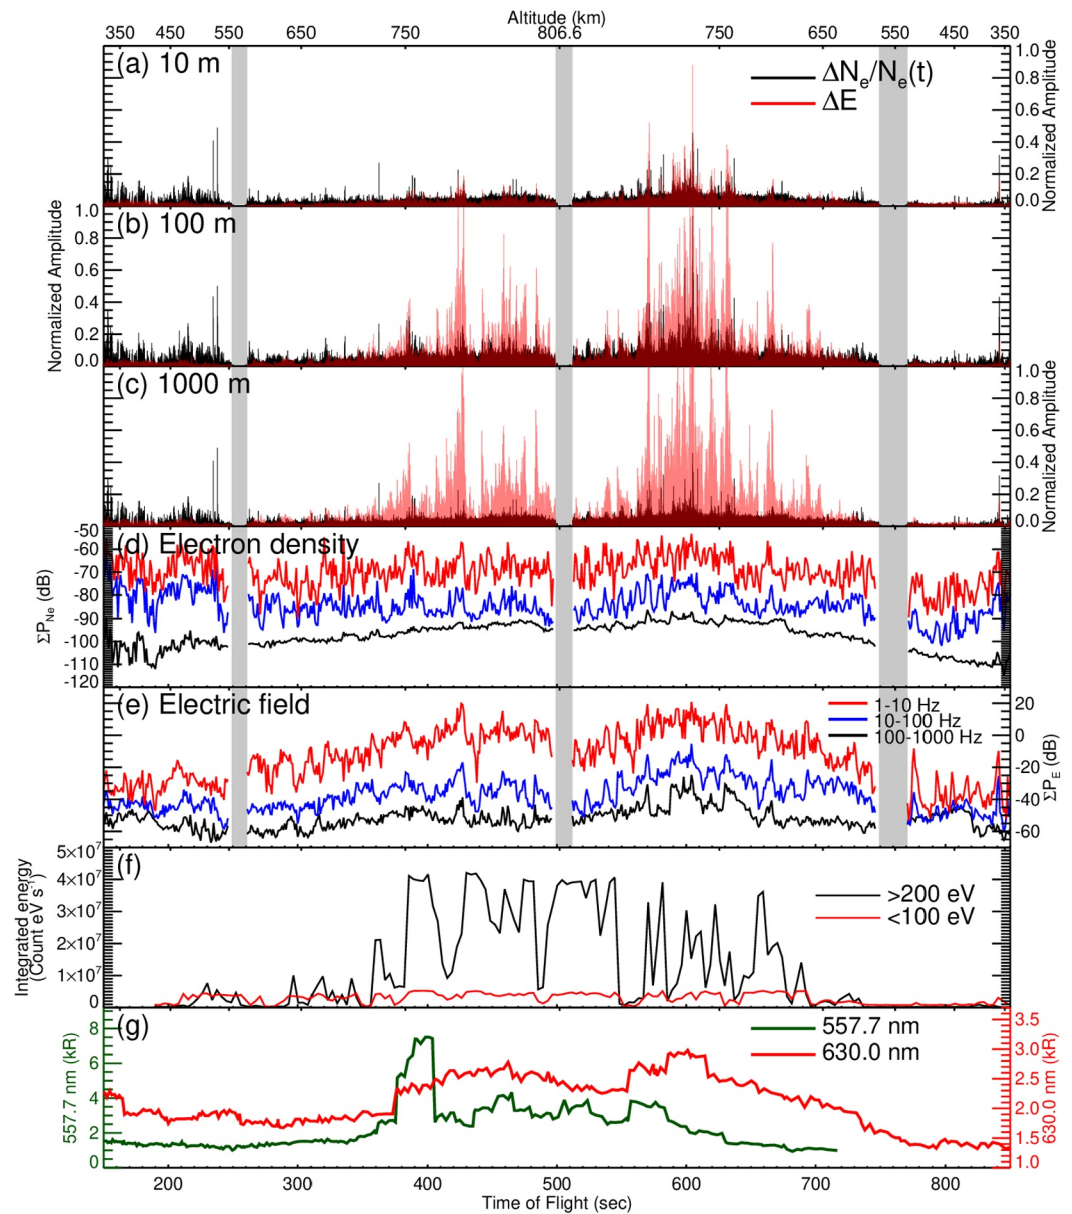 Altitude (km)
350 450 550 650 750 806.6 750 650 550 450 350
(a) 10 m
ΔNe/Ne(t)
ΔE
1.0
0.8
0.6
0.4
0.2
0.0
Normalized Amplitude
(b) 100 m
1.0
0.8
0.6
0.4
0.2
0.0
Normalized Amplitude
(c) 1000 m
1.0
0.8
0.6
0.4
0.2
0.0
Normalized Amplitude
(d) Electron density
-50
-60
-70
-80
-90
-100
-110
-120
ΣPNe (dB)
(e) Electric field
1-10 Hz
10-100 Hz
100-1000 Hz
20
0
-20
-40
-60
ΣPE (dB)
(f)
5×10⁷
4×10⁷
3×10⁷
2×10⁷
1×10⁷
0
Integrated energy
(Count eV s⁻¹)
>200 eV
<100 eV
(g)
557.7 nm
630.0 nm
8
6
4
2
0
557.7 nm (kR)
3.5
3.0
2.5
2.0
1.5
1.0
630.0 nm (kR)
200 300 400 500 600 700 800
Time of Flight (sec)